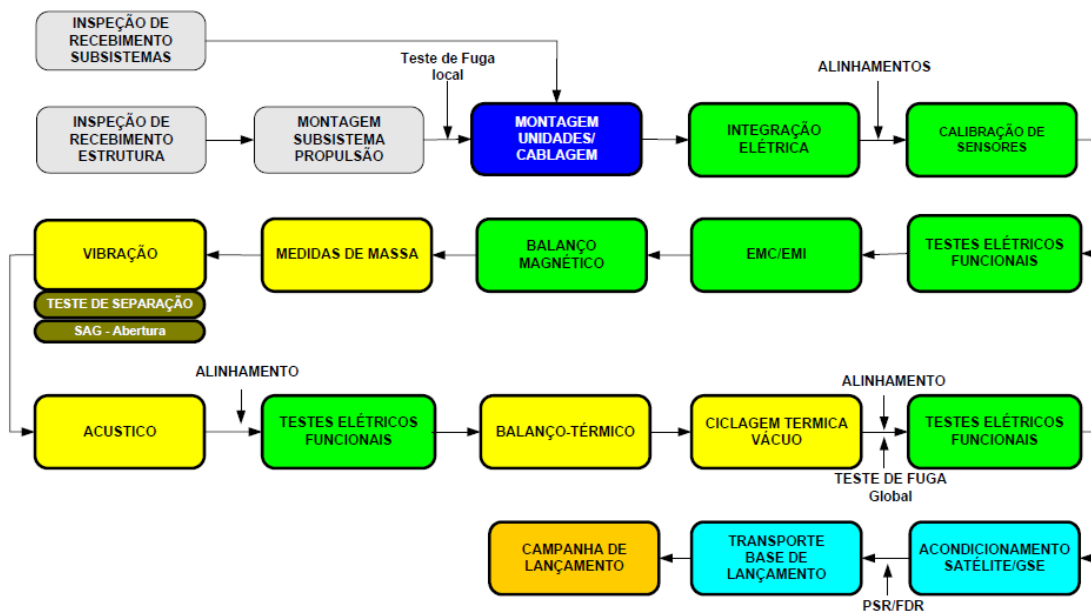 INSPEÇÃO DE
RECEBIMENTO
SUBSISTEMAS
Teste de Fuga
local
ALINHAMENTOS
INSPEÇÃO DE
RECEBIMENTO
ESTRUTURA
MONTAGEM
SUBSISTEMA
PROPULSÃO
MONTAGEM
UNIDADES/
CABLAGEM
INTEGRAÇÃO
ELÉTRICA
CALIBRAÇÃO DE
SENSORES
VIBRAÇÃO
MEDIDAS DE MASSA
BALANÇO
MAGNÉTICO
EMC/EMI
TESTES ELÉTRICOS
FUNCIONAIS
TESTE DE SEPARAÇÃO
SAG - Abertura
ALINHAMENTO
ALINHAMENTO
ACUSTICO
TESTES ELÉTRICOS
FUNCIONAIS
BALANÇO-TÉRMICO
CICLAGEM TERMICA
VÁCUO
TESTES ELÉTRICOS
FUNCIONAIS
TESTE DE FUGA
Global
CAMPANHA DE
LANÇAMENTO
TRANSPORTE
BASE DE
LANÇAMENTO
ACONDICIONAMENTO
SATÉLITE/GSE
PSR/FDR